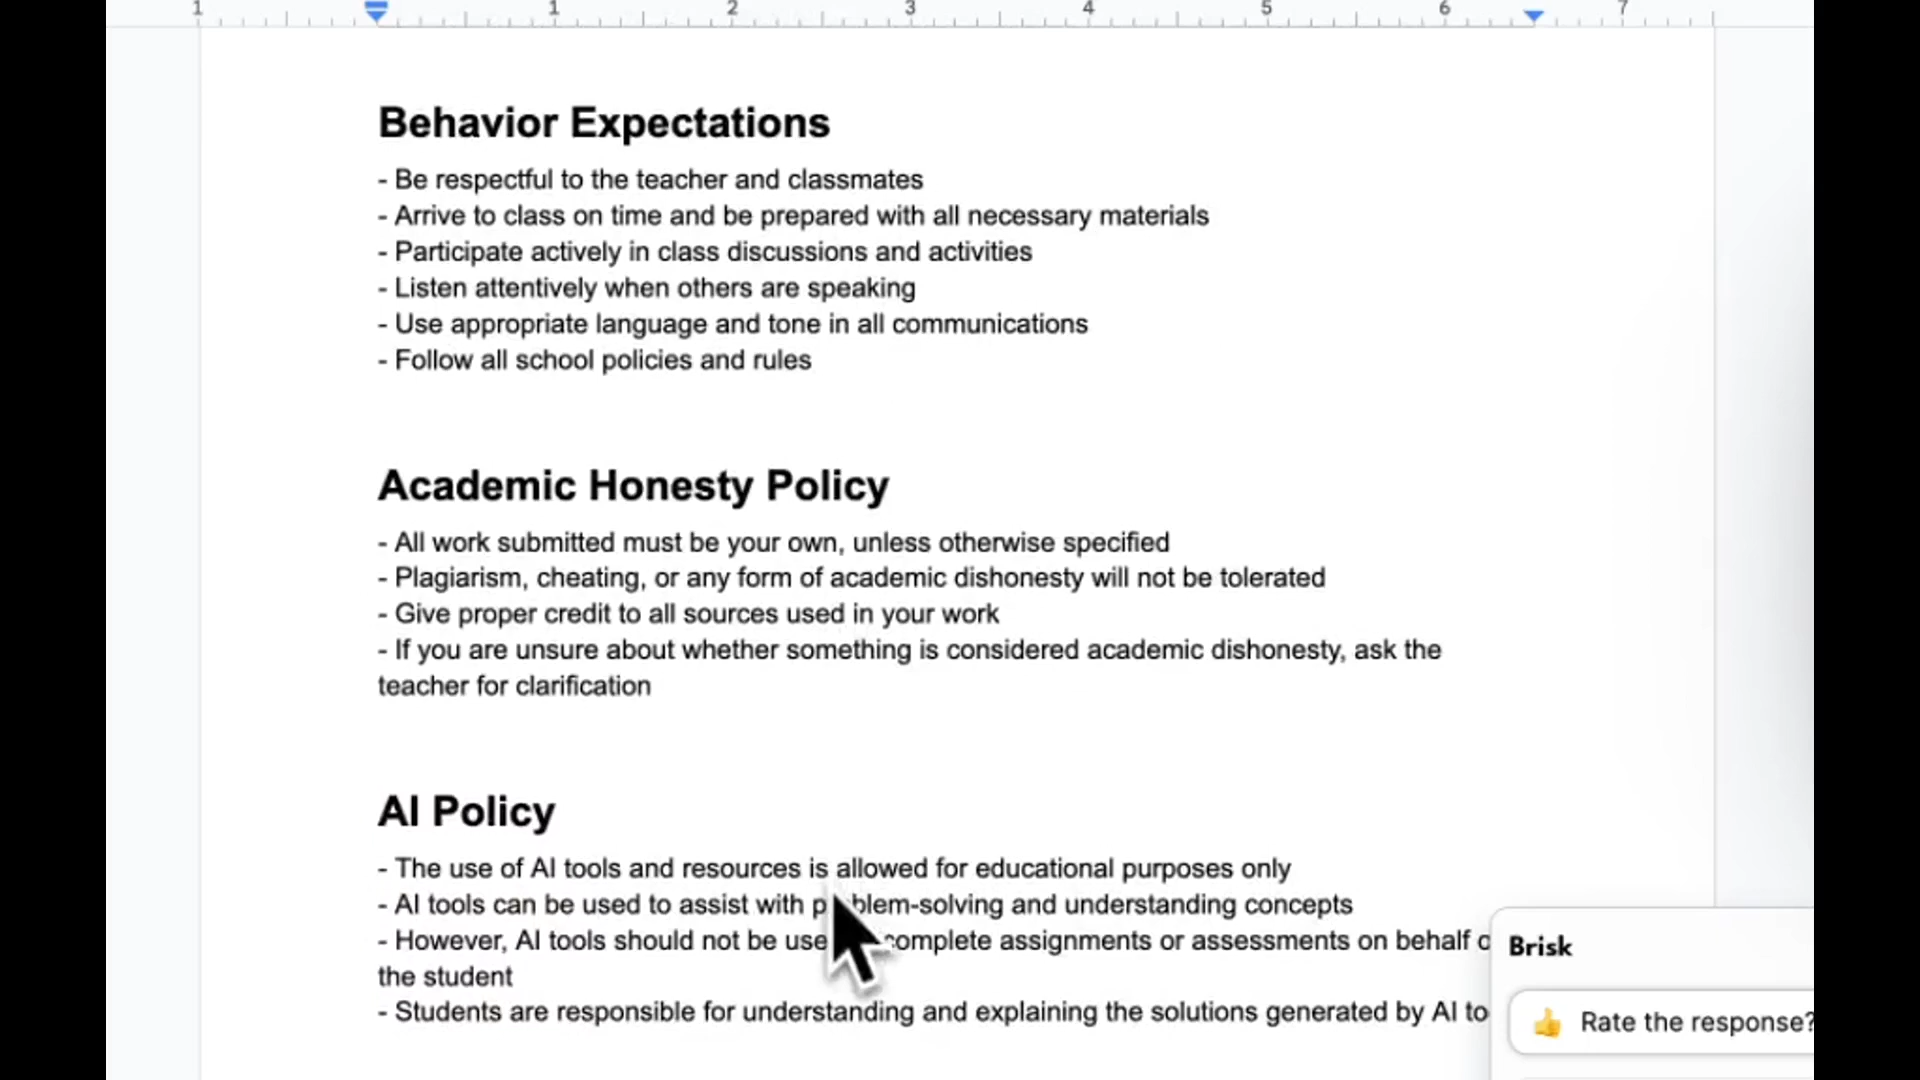 1 1 2 3 4 5 6 7
Behavior Expectations
- Be respectful to the teacher and classmates
- Arrive to class on time and be prepared with all necessary materials
- Participate actively in class discussions and activities
- Listen attentively when others are speaking
- Use appropriate language and tone in all communications
- Follow all school policies and rules
Academic Honesty Policy
- All work submitted must be your own, unless otherwise specified
- Plagiarism, cheating, or any form of academic dishonesty will not be tolerated
- Give proper credit to all sources used in your work
- If you are unsure about whether something is considered academic dishonesty, ask the
teacher for clarification
AI Policy
- The use of AI tools and resources is allowed for educational purposes only
- AI tools can be used to assist with problem-solving and understanding concepts
- However, AI tools should not be use complete assignments or assessments on behalf
the student
- Students are responsible for understanding and explaining the solutions generated by AI
Brisk
👍 Rate the response?